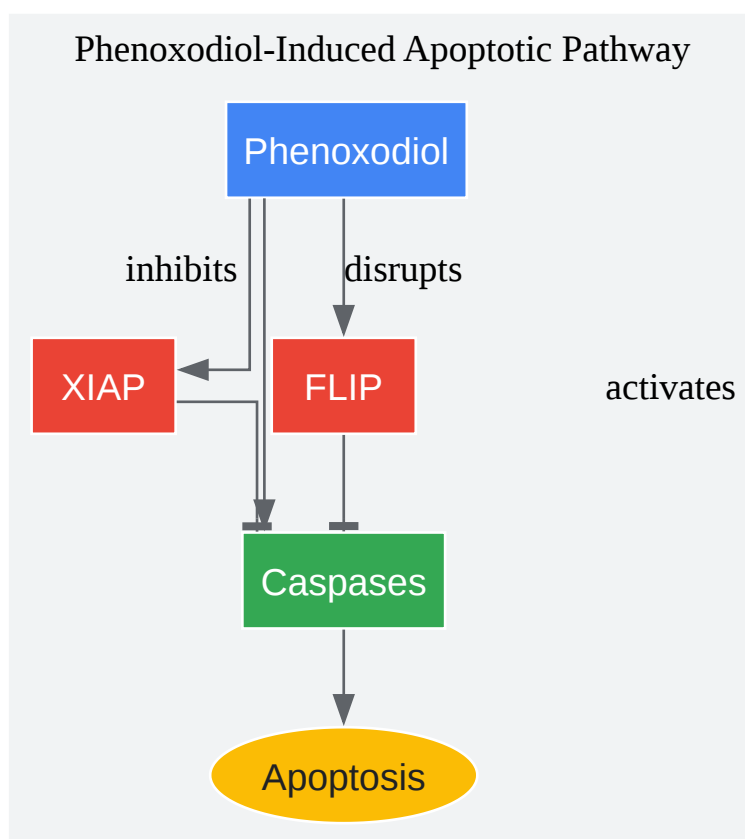 Phenoxodiol-Induced Apoptotic Pathway
Phenoxodiol
inhibits
disrupts
XIAP
FLIP
activates
Caspases
Apoptosis